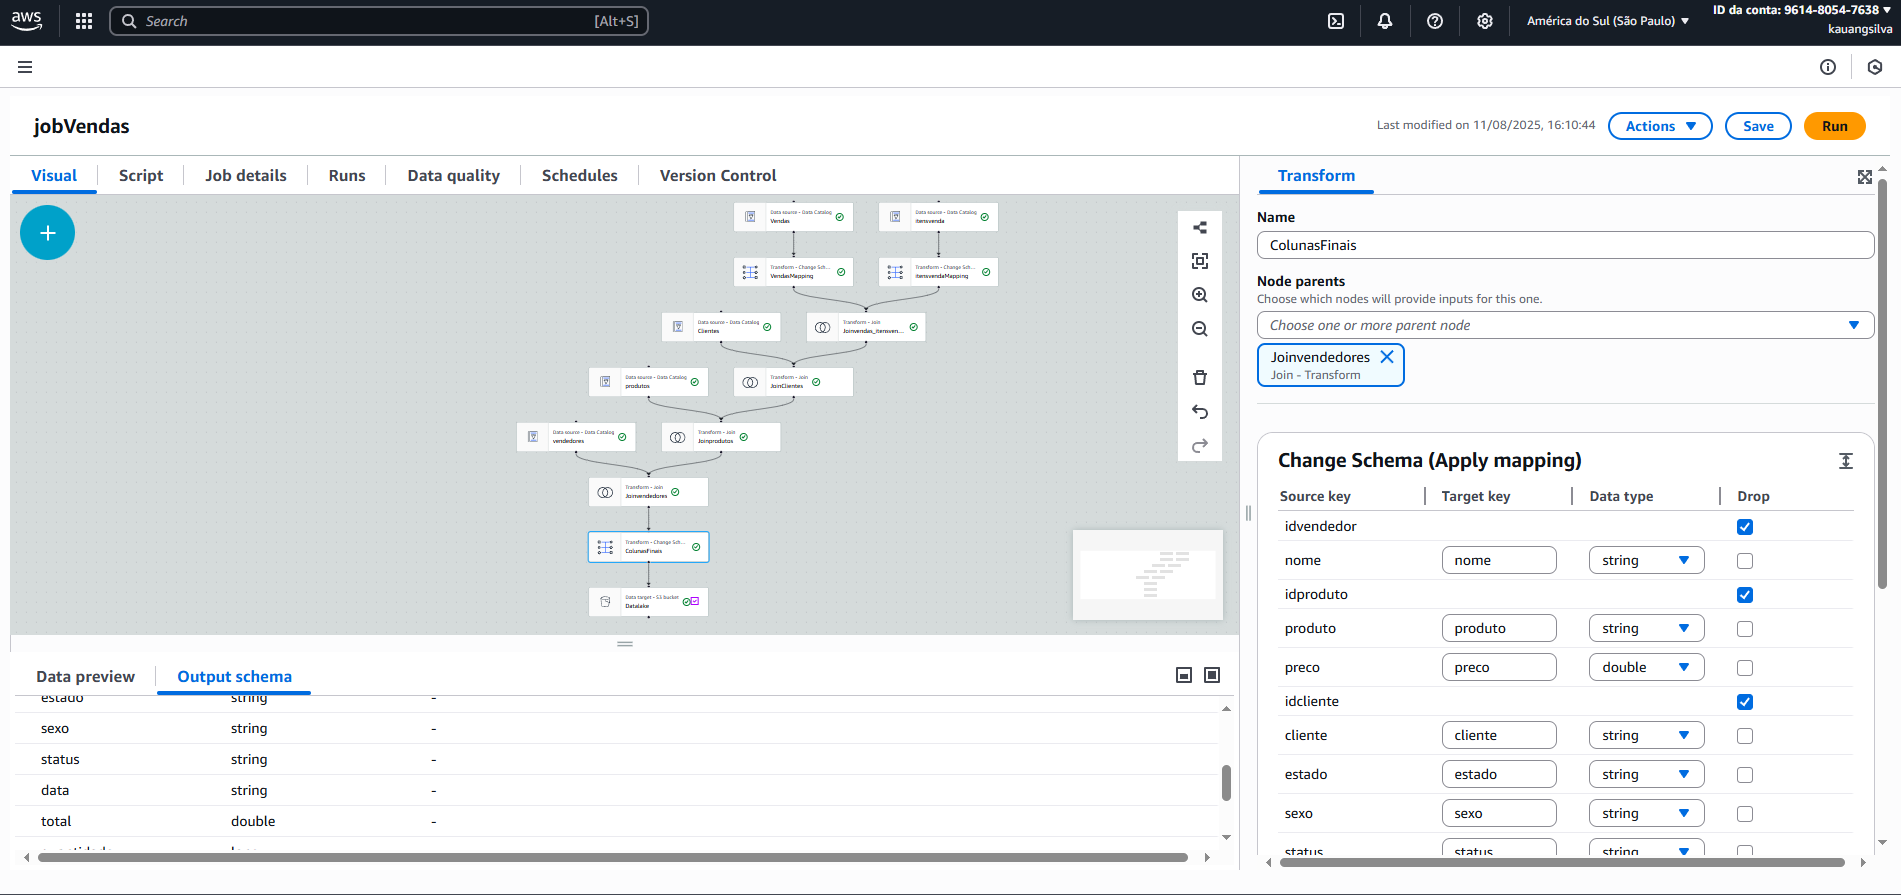 aws
Search
[Alt+S]
América do Sul (São Paulo)
ID da conta: 9614-8054-7638
kauangsilva
jobVendas
Last modified on 11/08/2025, 16:10:44
Actions
Save
Run
Visual
Script
Job details
Runs
Data quality
Schedules
Version Control
Data source - Data Catalog
Vendas
Data source - Data Catalog
itensvenda
Transform - Change Sch...
VendasMapping
Transform - Change Sch...
itensvendaMapping
Data source - Data Catalog
Clientes
Transform - Join
Joinvendas_itensven...
Data source - Data Catalog
produtos
Transform - Join
JoinClientes
Data source - Data Catalog
vendedores
Transform - Join
Joinprodutos
Transform - Join
Joinvendedores
Transform - Change Sch...
ColunasFinais
Data target - S3 bucket
Datalake
Data preview
Output schema
estado string -
sexo string -
status string -
data string -
total double -
Transform
Name
ColunasFinais
Node parents
Choose which nodes will provide inputs for this one.
Choose one or more parent node
Joinvendedores
Join - Transform
Change Schema (Apply mapping)
Source key Target key Data type Drop
idvendedor
nome nome string
idproduto
produto produto string
preco preco double
idcliente
cliente cliente string
estado estado string
sexo sexo string
status status string